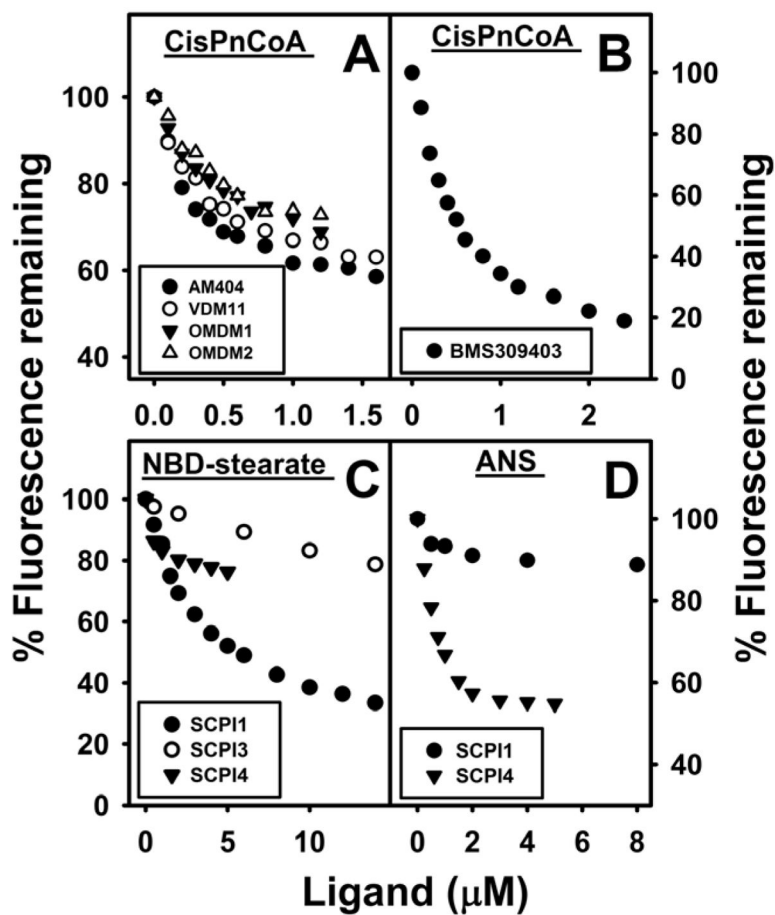 CisPnCoA A
CisPnCoA B
100
80
60
40
100
80
60
40
20
0
AM404
VDM11
OMDM1
OMDM2
BMS309403
0.0 0.5 1.0 1.5
0 1 2
% Fluorescence remaining
% Fluorescence remaining
NBD-stearate C
ANS D
100
80
60
40
20
0
100
80
60
40
SCPI1
SCPI3
SCPI4
SCPI1
SCPI4
0 5 10
0 2 4 6 8
Ligand (μM)